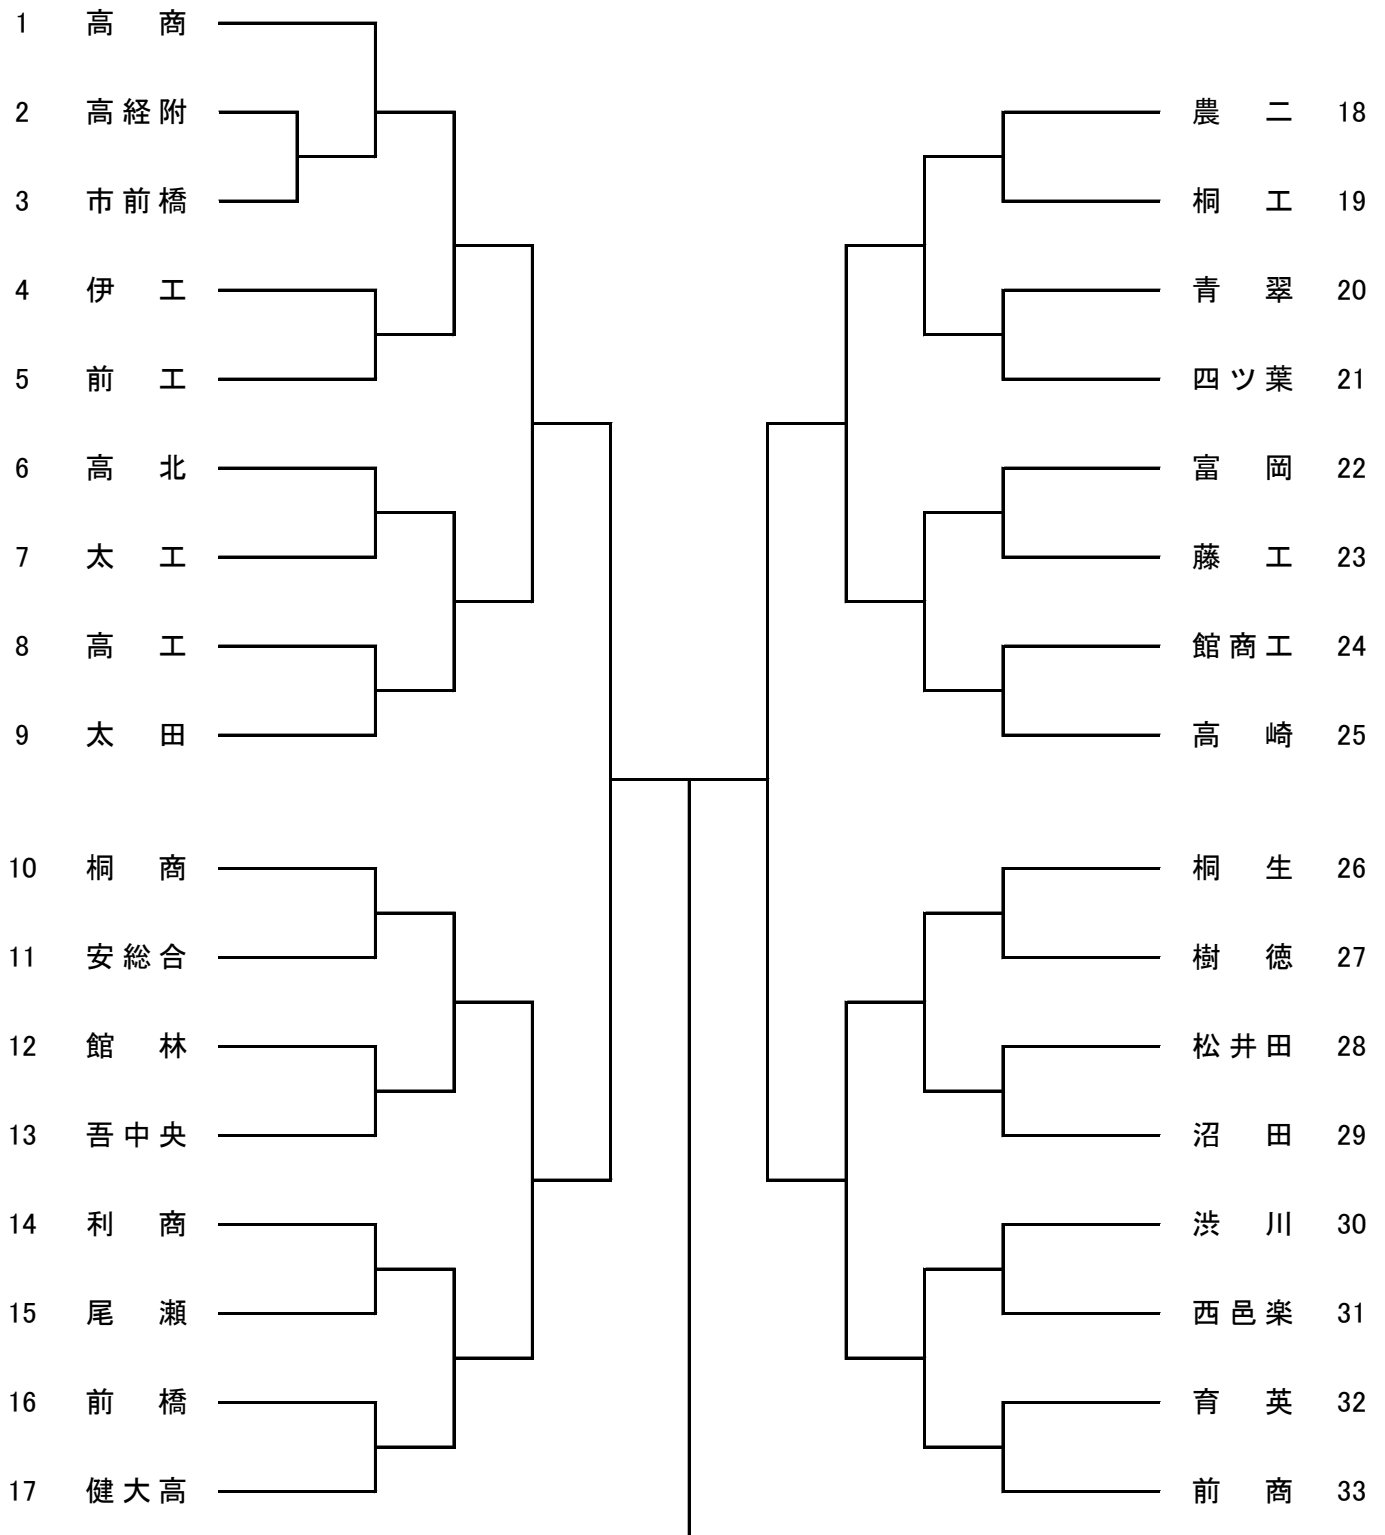 1 高商
2 高経附
3 市前橋
4 伊工
5 前工
6 高北
7 太工
8 高工
9 太田
10 桐商
11 安総合
12 館林
13 吾中央
14 利商
15 尾瀬
16 前橋
17 健大高
農二 18
桐工 19
青翠 20
四ツ葉 21
富岡 22
藤工 23
館商工 24
高崎 25
桐生 26
樹徳 27
松井田 28
沼田 29
渋川 30
西邑楽 31
育英 32
前商 33